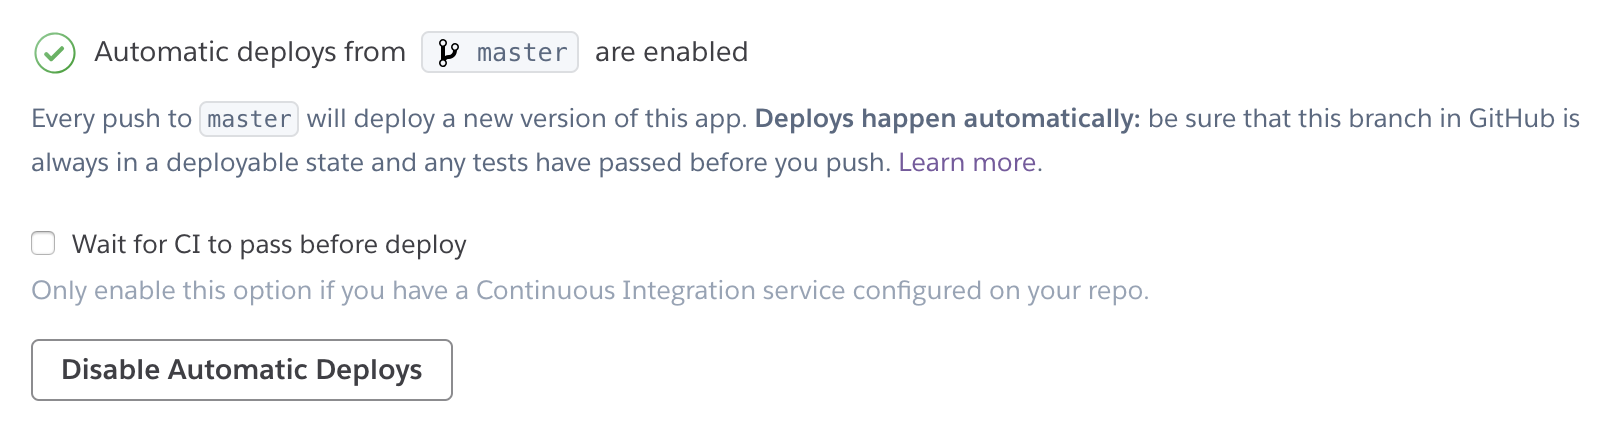 Automatic deploys from master are enabled
Every push to master will deploy a new version of this app. Deploys happen automatically: be sure that this branch in GitHub is
always in a deployable state and any tests have passed before you push. Learn more.
Wait for CI to pass before deploy
Only enable this option if you have a Continuous Integration service configured on your repo.
Disable Automatic Deploys